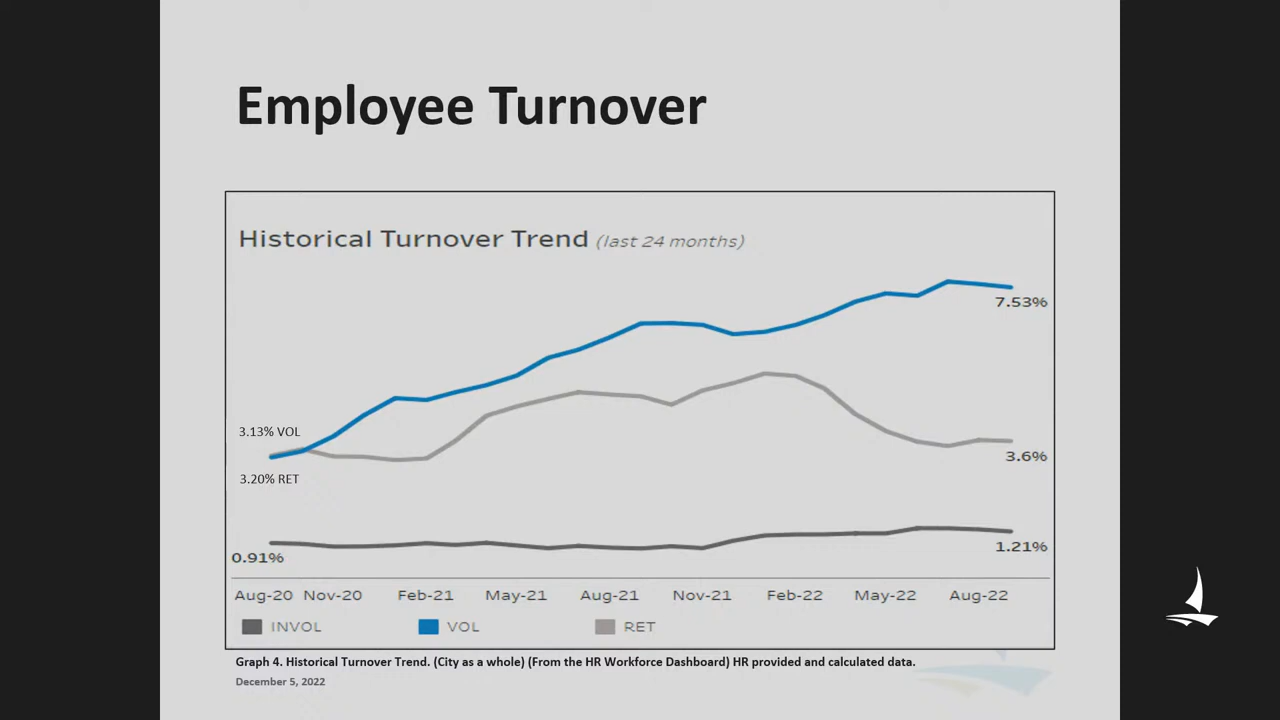 Employee Turnover
Historical Turnover Trend (last 24 months)
7.53%
3.13% VOL
3.20% RET
3.6%
0.91%
1.21%
Aug-20 Nov-20 Feb-21 May-21 Aug-21 Nov-21 Feb-22 May-22 Aug-22
INVOL VOL RET
Graph 4. Historical Turnover Trend. (City as a whole) (From the HR Workforce Dashboard) HR provided and calculated data.
December 5, 2022